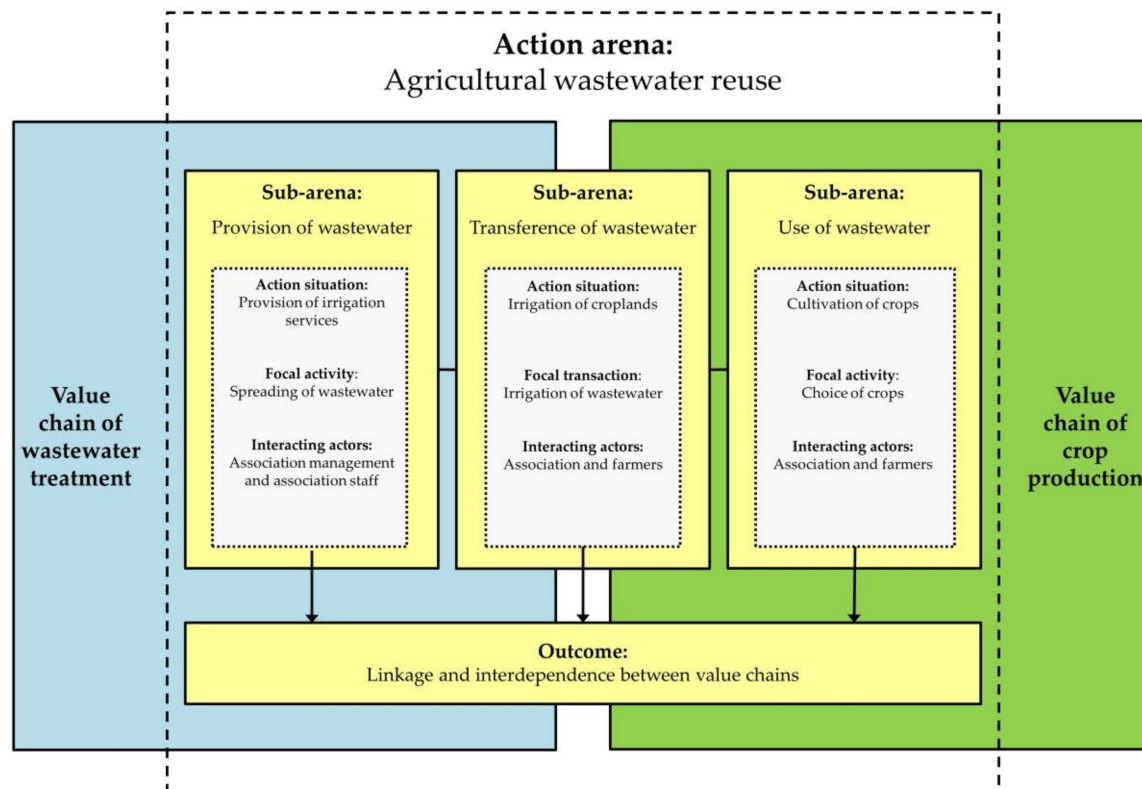 Action arena:
Agricultural wastewater reuse
Value
chain of
wastewater
treatment
Sub-arena:
Provision of wastewater
Action situation:
Provision of irrigation
services
Focal activity:
Spreading of wastewater
Interacting actors:
Association management
and association staff
Sub-arena:
Transference of wastewater
Action situation:
Irrigation of croplands
Focal transaction:
Irrigation of wastewater
Interacting actors:
Association and farmers
Sub-arena:
Use of wastewater
Action situation:
Cultivation of crops
Focal activity:
Choice of crops
Interacting actors:
Association and farmers
Value
chain of
crop
production
Outcome:
Linkage and interdependence between value chains